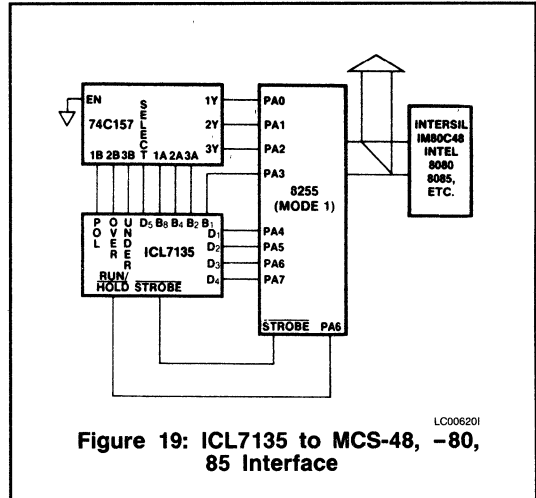 EN
SELECT
1Y
74C157
2Y
3Y
1B 2B 3B 1A 2A 3A
PA0
PA1
PA2
PA3
8255
(MODE 1)
PA4
PA5
PA6
PA7
STROBE PA6
INTERSIL
IM80C48
INTEL
8080
8085,
ETC.
POL
OVER
UNDER
D5 B8 B4 B2 B1
D1
ICL7135
D2
D3
RUN/
HOLD STROBE
D4
LC00620I
Figure 19: ICL7135 to MCS-48, -80,
85 Interface